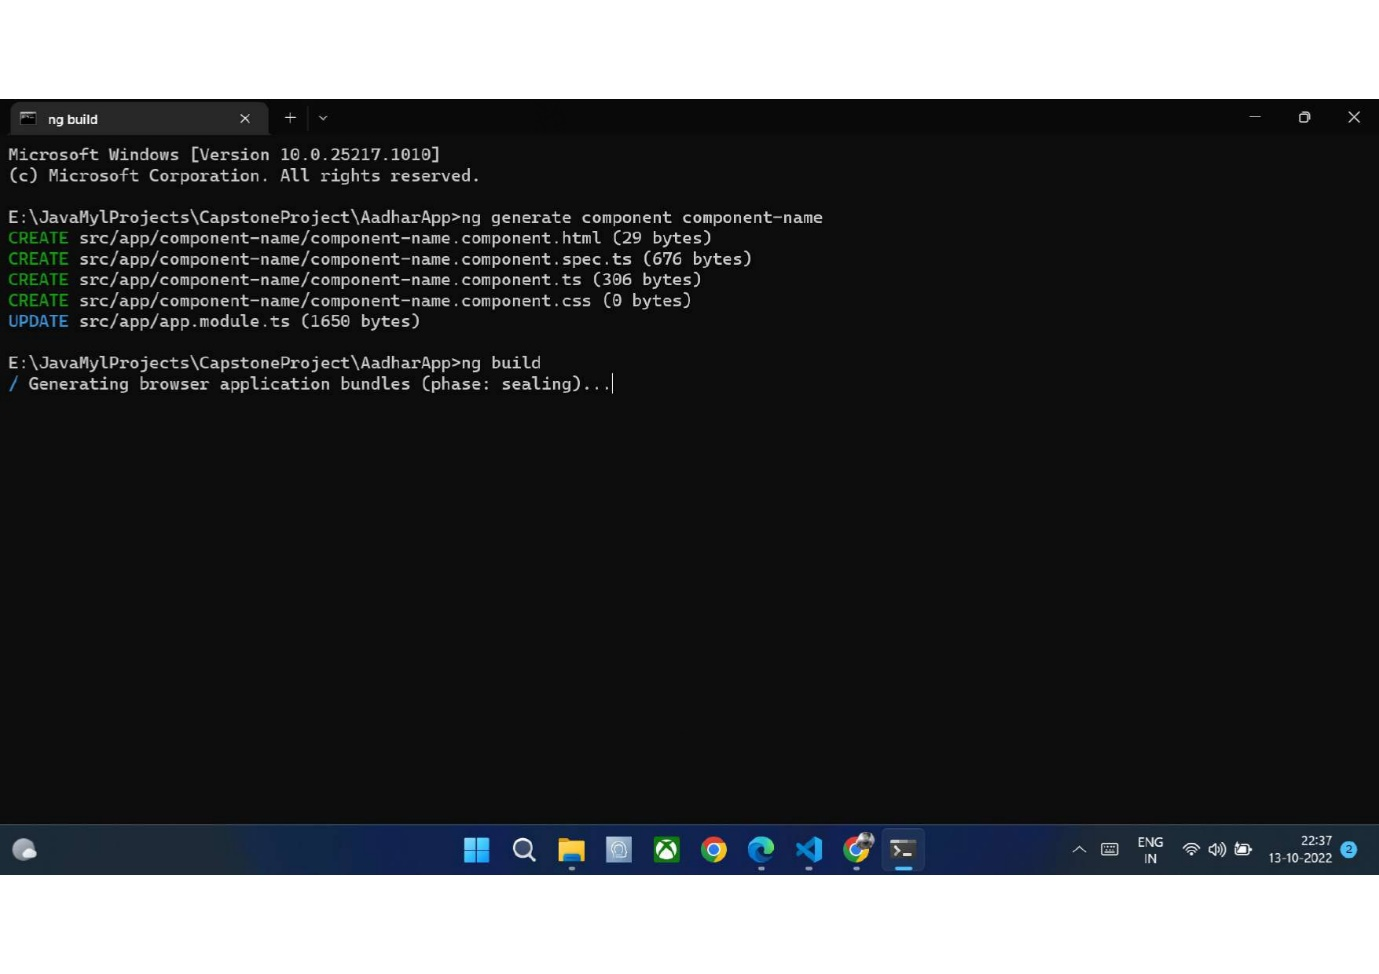 ng build
Microsoft Windows [Version 10.0.25217.1010]
(c) Microsoft Corporation. All rights reserved.
E:\JavaMylProjects\CapstoneProject\AadharApp>ng generate component component-name
CREATE src/app/component-name/component-name.component.html (29 bytes)
CREATE src/app/component-name/component-name.component.spec.ts (676 bytes)
CREATE src/app/component-name/component-name.component.ts (306 bytes)
CREATE src/app/component-name/component-name.component.css (0 bytes)
UPDATE src/app/app.module.ts (1650 bytes)
E:\JavaMylProjects\CapstoneProject\AadharApp>ng build
/ Generating browser application bundles (phase: sealing)...
ENG
IN
22:37
13-10-2022
2